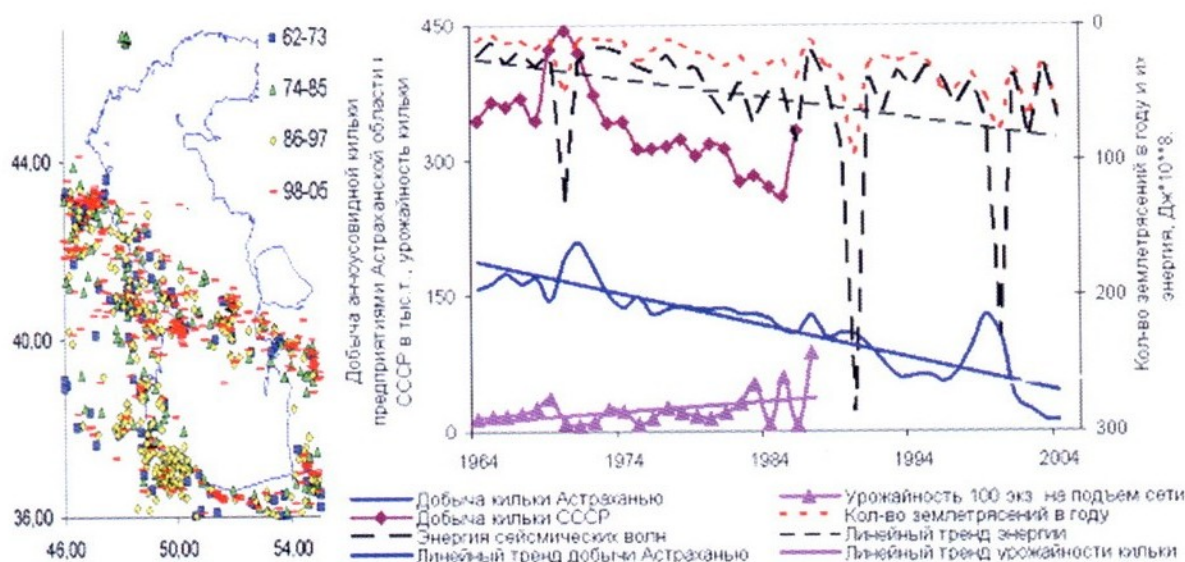 62-73
74-85
86-97
98-05
44,00
40,00
36,00
46,00 50,00 54,00
Добыча анчоусовидной кильки
предприятиями Астраханской области и
СССР в тыс.т., урожайность кильки
450
300
150
0
1964 1974 1984 1994 2004
0
100
200
300
Кол-во землетрясений в году и их
энергия, Дж*10**8.
Добыча кильки Астраханью
Добыча кильки СССР
Энергия сейсмических волн
Линейный тренд добычи Астраханью
Урожайность 100 экз. на подъем сети
Кол-во землетрясений в году
Линейный тренд энергии
Линейный тренд урожайности кильки